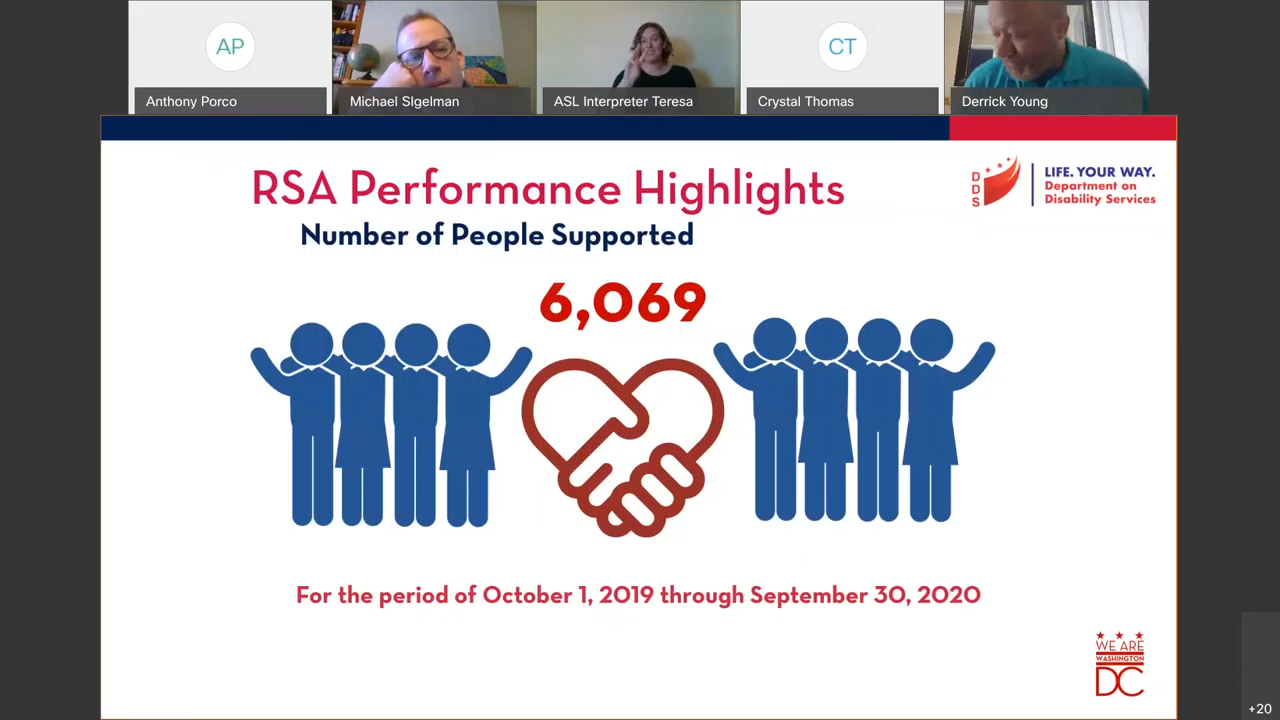 AP
CT
Anthony Porco
Michael SIgelman
ASL Interpreter Teresa
Crystal Thomas
Derrick Young
RSA Performance Highlights
Number of People Supported
DDS
LIFE. YOUR WAY.
Department on
Disability Services
6,069
For the period of October 1, 2019 through September 30, 2020
WE ARE
WASHINGTON
DC
+20